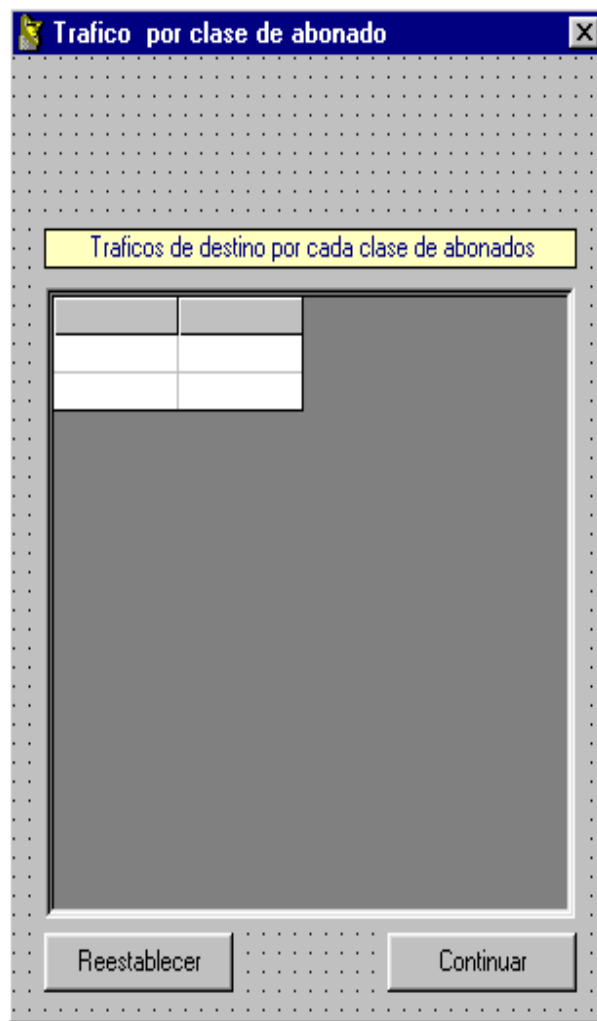 Trafico por clase de abonado
Traficos de destino por cada clase de abonados
Reestablecer
Continuar